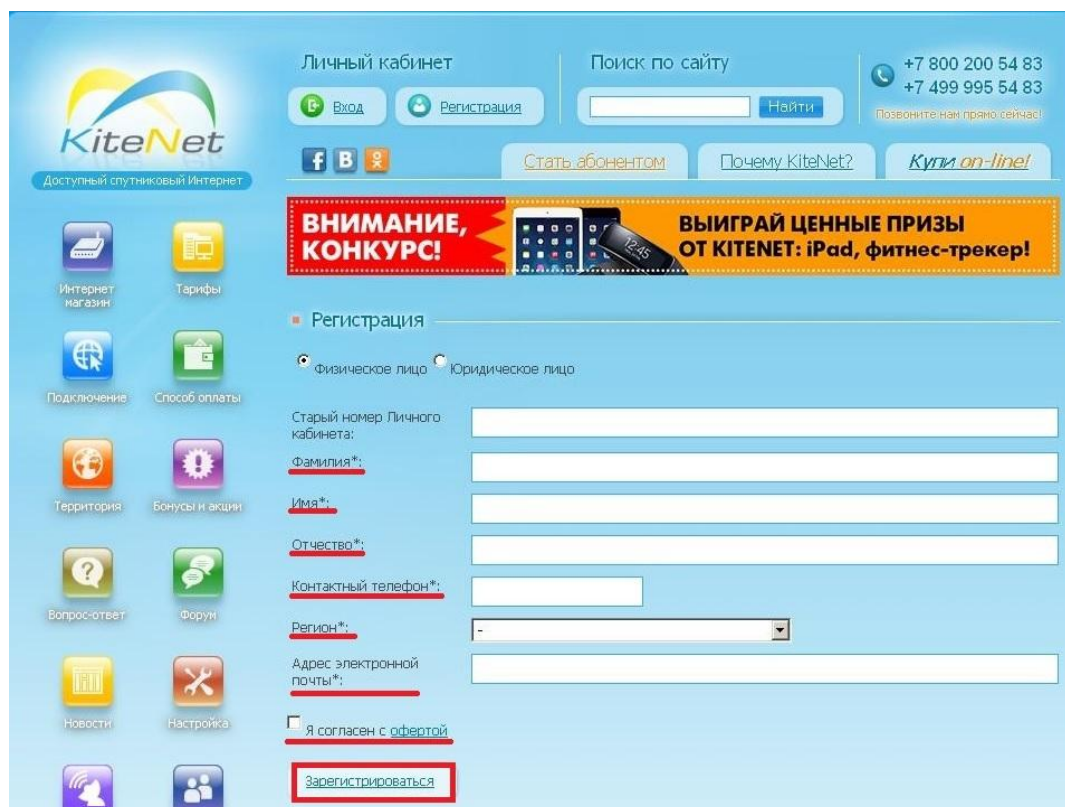 KiteNet
Доступный спутниковый Интернет
Личный кабинет
Вход
Регистрация
Поиск по сайту
Найти
+7 800 200 54 83
+7 499 995 54 83
Позвоните нам прямо сейчас!
f В
Стать абонентом
Почему KiteNet?
Купи on-line!
ВНИМАНИЕ,
КОНКУРС!
12:45
ВЫИГРАЙ ЦЕННЫЕ ПРИЗЫ
ОТ KITENET: iPad, фитнес-трекер!
Интернет
магазин
Тарифы
Подключение
Способ оплаты
Территория
Бонусы и акции
Вопрос-ответ
Форум
Новости
Настройка
Регистрация
Физическое лицо Юридическое лицо
Старый номер Личного
кабинета:
Фамилия*:
Имя*:
Отчество*:
Контактный телефон*:
Регион*:
-
Адрес электронной
почты*:
Я согласен с офертой
Зарегистрироваться